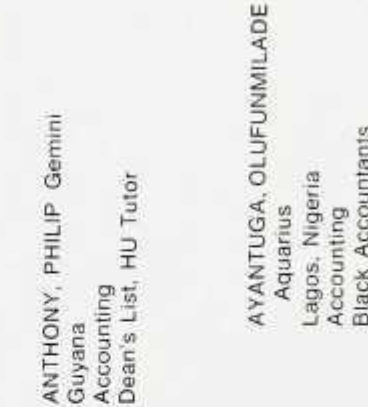 ANTHONY, PHILIP Gemini
Guyana
Accounting
Dean's List, HU Tutor
AYANTUGA, OLUFUNMILADE
Aquarius
Lagos, Nigeria
Accounting
Black Accountants